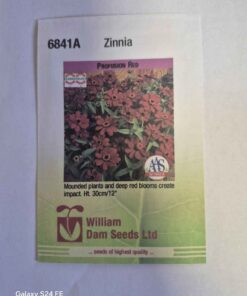 6841A Zinnia
PROFUSION RED
AAS
Mounded plants and deep red blooms create
impact. Ht. 30cm/12"
William
Dam Seeds Ltd
... seeds of highest quality ...
Galaxy S24 FE